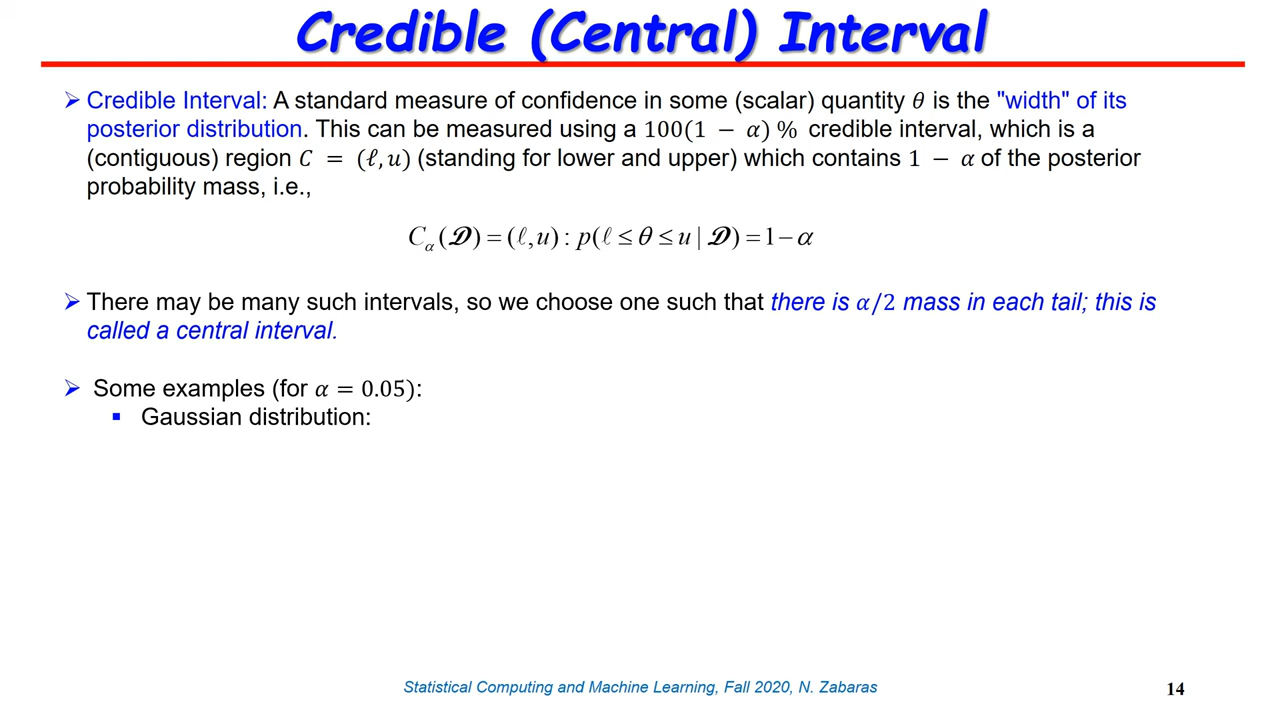 Credible (Central) Interval
➢ Credible Interval: A standard measure of confidence in some (scalar) quantity θ is the "width" of its
posterior distribution. This can be measured using a 100(1 − α) % credible interval, which is a
(contiguous) region C = (ℓ, u) (standing for lower and upper) which contains 1 − α of the posterior
probability mass, i.e.,
C_α (𝓓) = (ℓ, u) : p(ℓ ≤ θ ≤ u | 𝓓) = 1 − α
➢ There may be many such intervals, so we choose one such that there is α/2 mass in each tail; this is
called a central interval.
➢ Some examples (for α = 0.05):
▪ Gaussian distribution:
Statistical Computing and Machine Learning, Fall 2020, N. Zabaras
14